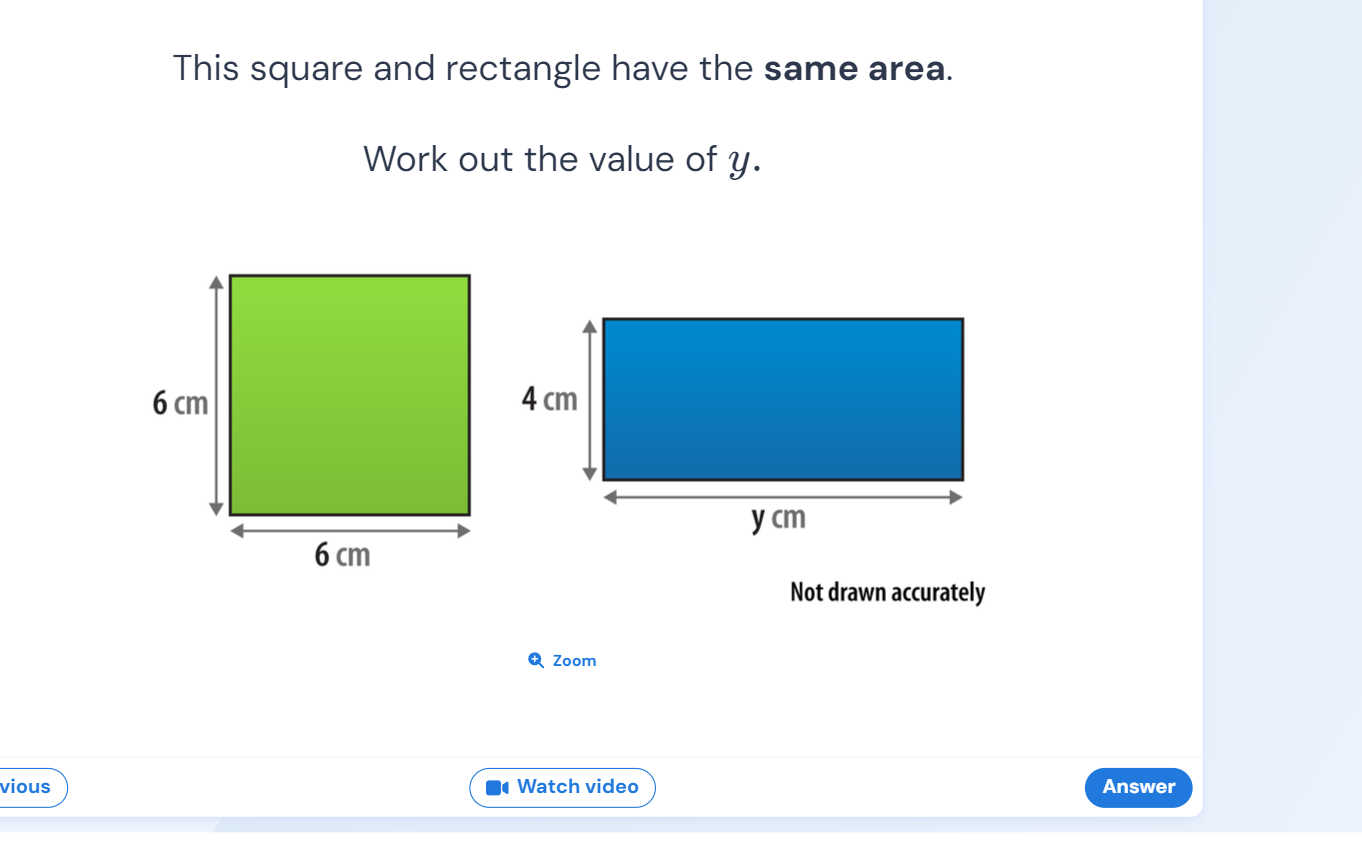 This square and rectangle have the same area.
Work out the value of y.
6 cm
6 cm
4 cm
y cm
Not drawn accurately
Zoom
vious
Watch video
Answer